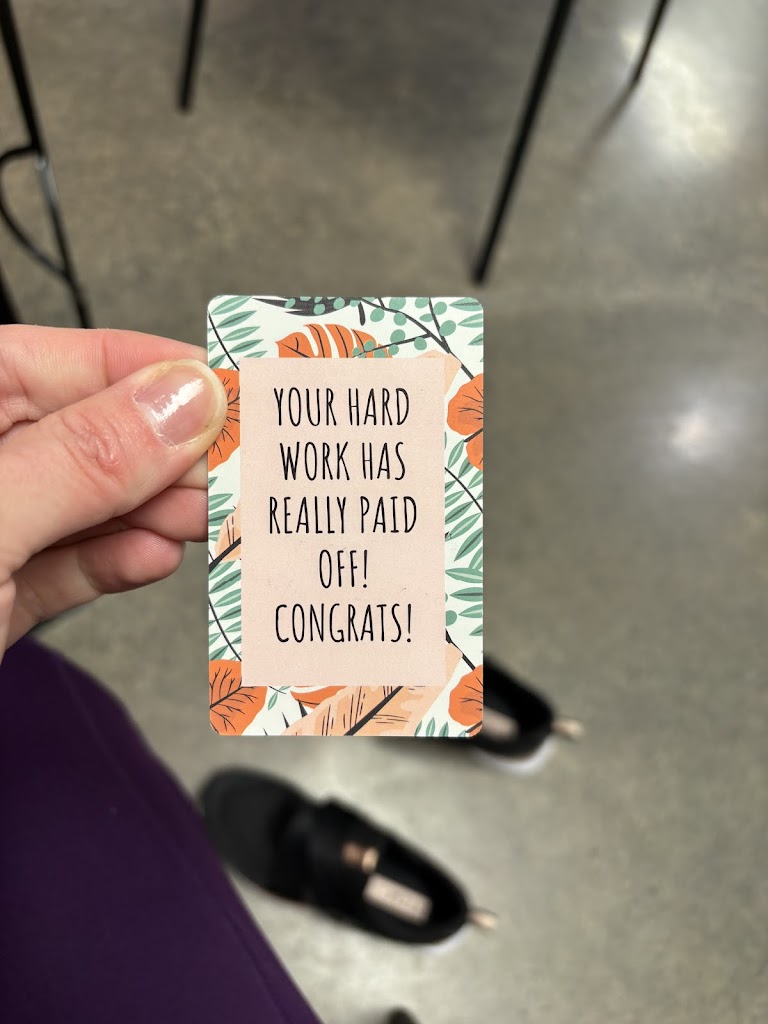 YOUR HARD
WORK HAS
REALLY PAID
OFF!
CONGRATS!